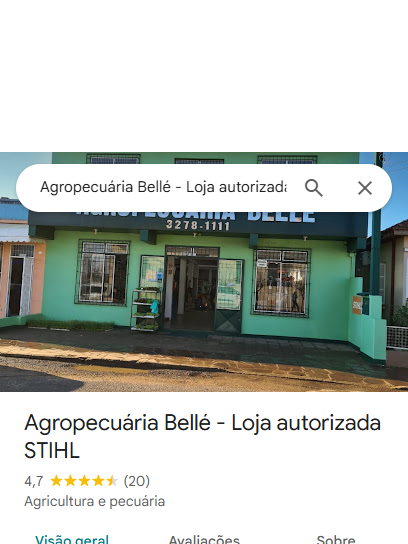 Agropecuária Bellé - Loja autorizada
AGROPECUÁRIA BELLÉ
3278-1111
Agropecuária Bellé - Loja autorizada
STIHL
4,7 (20)
Agricultura e pecuária
Visão geral Avaliações Sobre